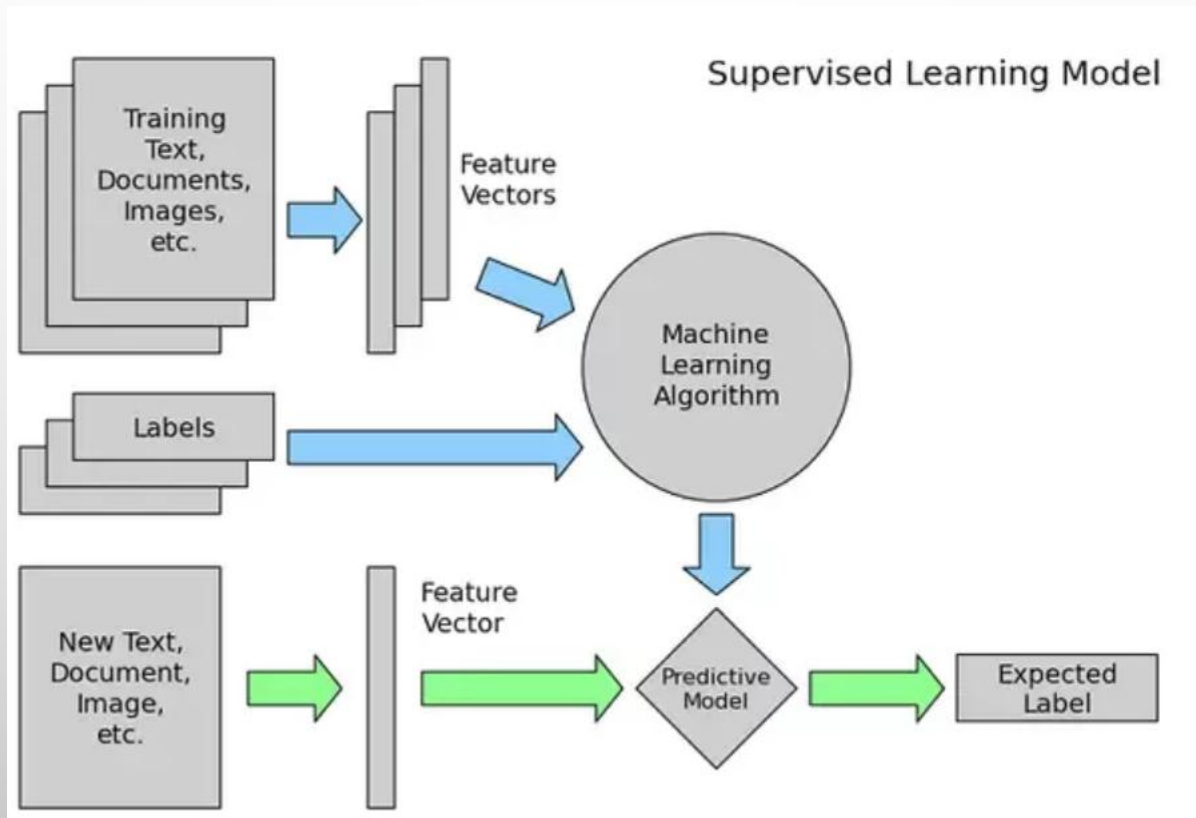 Supervised Learning Model
Training
Text,
Documents,
Images,
etc.
Feature
Vectors
Machine
Learning
Algorithm
Labels
New Text,
Document,
Image,
etc.
Feature
Vector
Predictive
Model
Expected
Label